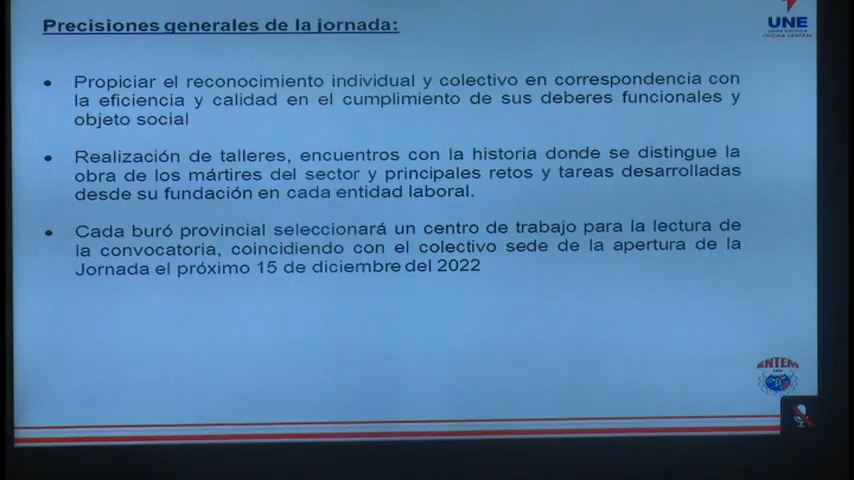 Precisiones generales de la jornada:
UNE
• Propiciar el reconocimiento individual y colectivo en correspondencia con
la eficiencia y calidad en el cumplimiento de sus deberes funcionales y
objeto social
• Realización de talleres, encuentros con la historia donde se distingue la
obra de los mártires del sector y principales retos y tareas desarrolladas
desde su fundación en cada entidad laboral.
• Cada buró provincial seleccionará un centro de trabajo para la lectura de
la convocatoria, coincidiendo con el colectivo sede de la apertura de la
Jornada el próximo 15 de diciembre del 2022